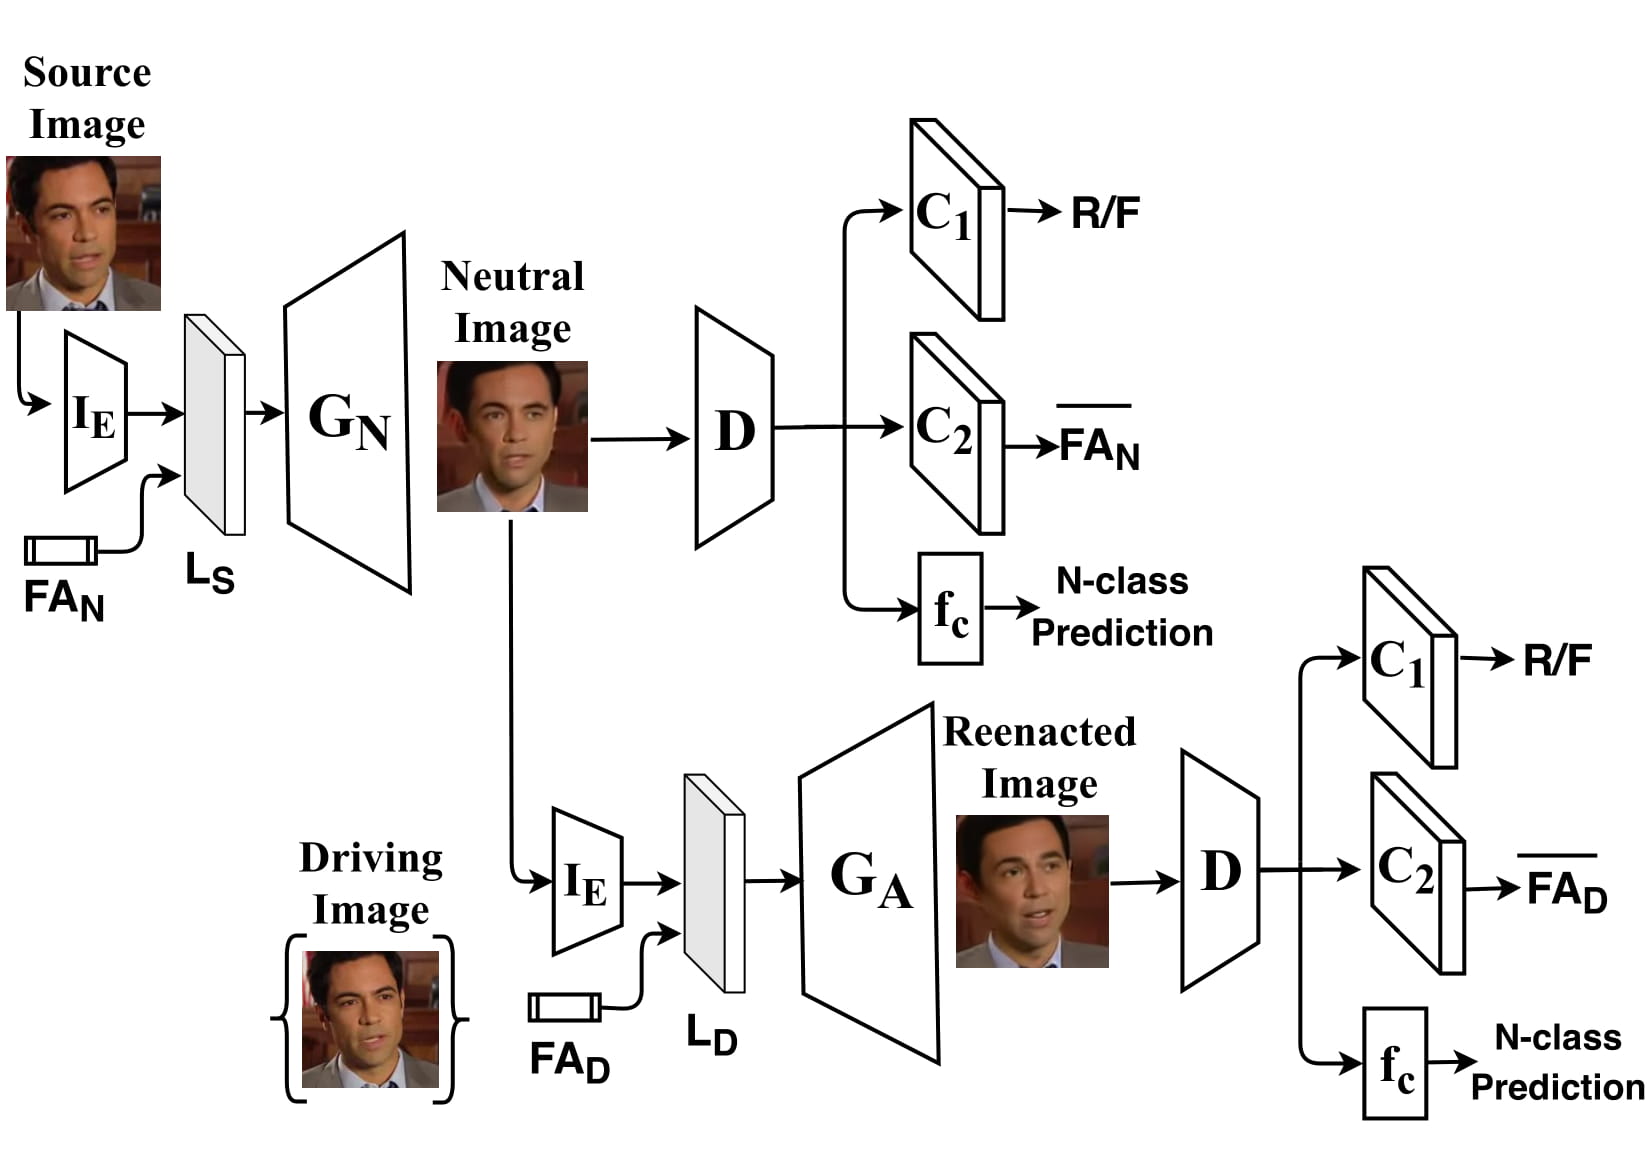 Source
Image
I_E
FA_N
L_S
G_N
Neutral
Image
D
C_1
R/F
C_2
\overline{FA_N}
f_c
N-class
Prediction
Driving
Image
I_E
FA_D
L_D
G_A
Reenacted
Image
D
C_1
R/F
C_2
\overline{FA_D}
f_c
N-class
Prediction